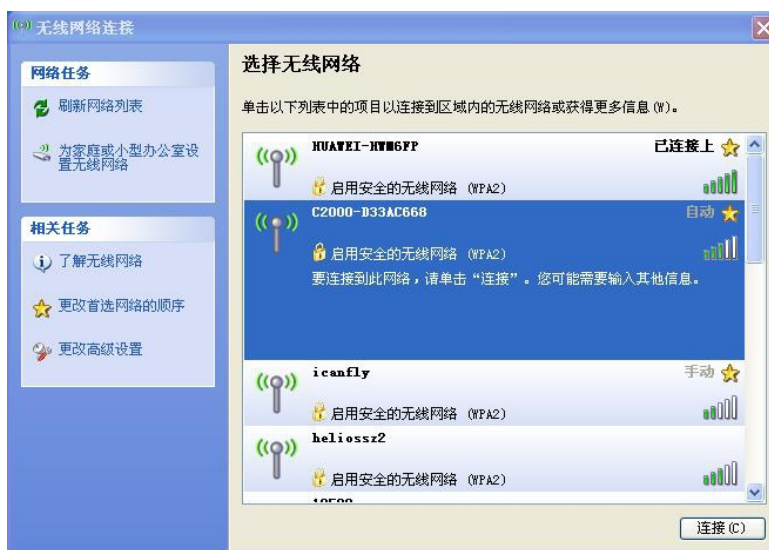 无线网络连接
网络任务
刷新网络列表
为家庭或小型办公室设
置无线网络
相关任务
了解无线网络
更改首选网络的顺序
更改高级设置
选择无线网络
单击以下列表中的项目以连接到区域内的无线网络或获得更多信息(W)。
HUAWEI-HWM6FP 已连接上
启用安全的无线网络 (WPA2)
C2000-D33AC668 自动
启用安全的无线网络 (WPA2)
要连接到此网络，请单击“连接”。您可能需要输入其他信息。
icanfly 手动
启用安全的无线网络 (WPA2)
heliossz2
启用安全的无线网络 (WPA2)
连接(C)